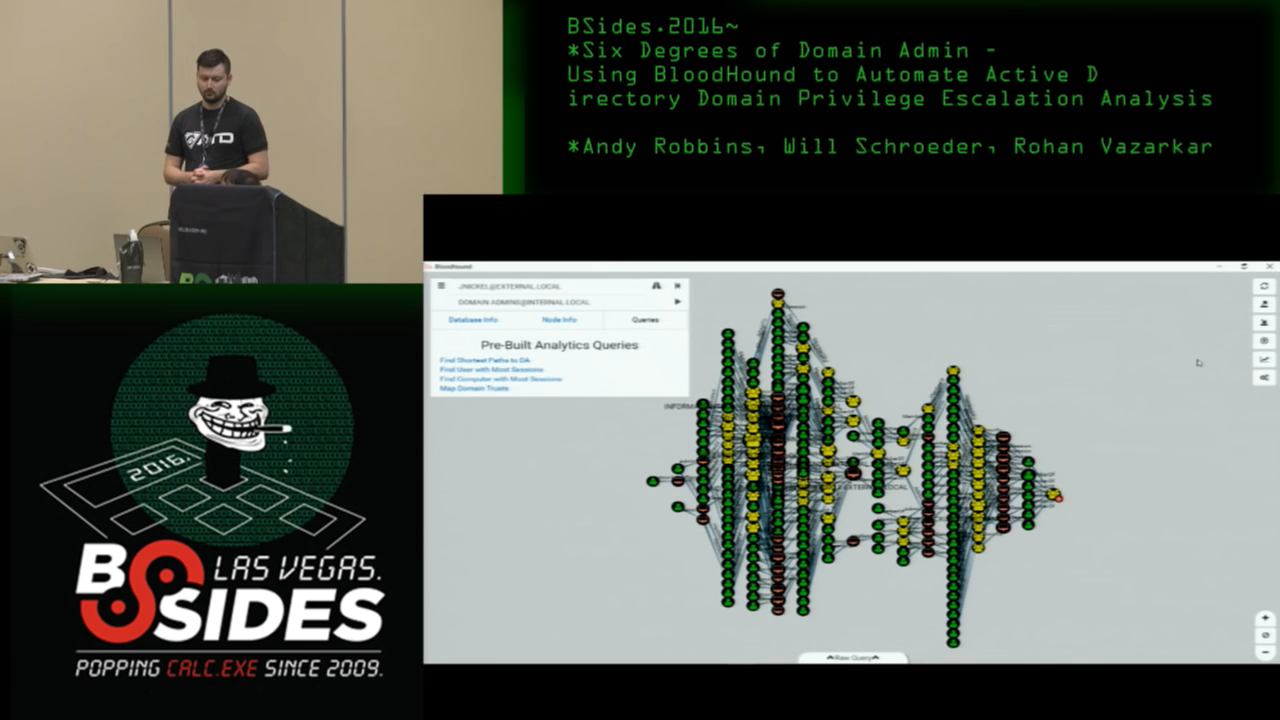 BSides.2016~
*Six Degrees of Domain Admin -
Using BloodHound to Automate Active D
irectory Domain Privilege Escalation Analysis
*Andy Robbins, Will Schroeder, Rohan Vazarkar
BloodHound
JNICKEL@EXTERNAL.LOCAL
DOMAIN ADMINS@INTERNAL.LOCAL
Database Info
Node Info
Queries
Pre-Built Analytics Queries
Find Shortest Paths to DA
Find User with Most Sessions
Find Computer with Most Sessions
Map Domain Trusts
Raw Query
2016.
BSIDES
LAS VEGAS.
POPPING CALC.EXE SINCE 2009.